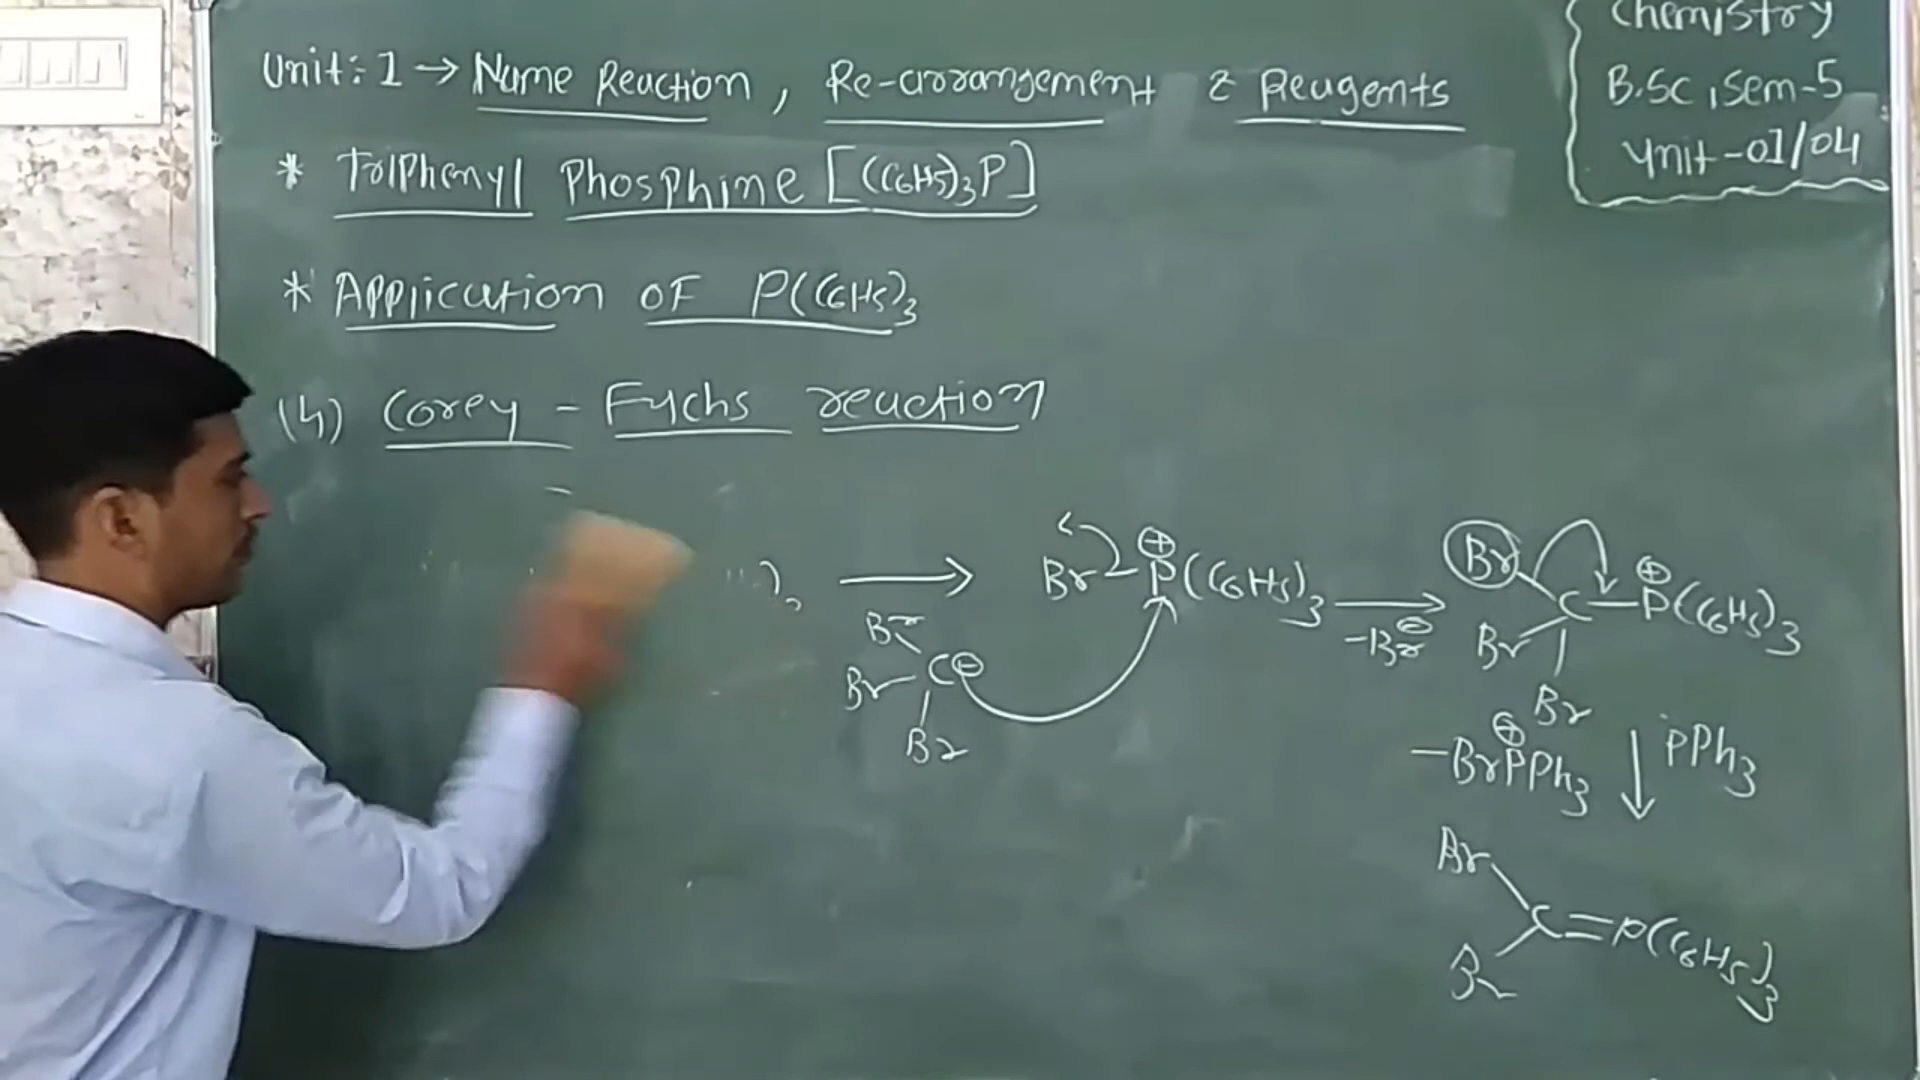 Chemistry
B.Sc, Sem-5
Unit-01/04
Unit:1 → Name Reaction, Re-arrangement & Reagents
* Triphenyl Phosphine [(C6H5)3P]
* Application of P(C6H5)3
(4) Corey - Fuchs reaction
→ Br-P⊕(C6H5)3 → Br C-P⊕(C6H5)3
-Br⊖
Br
Br C⊖
Br
Br
Br
-BrP⊕Ph3 ↓ PPh3
Br
C=P(C6H5)3
Br